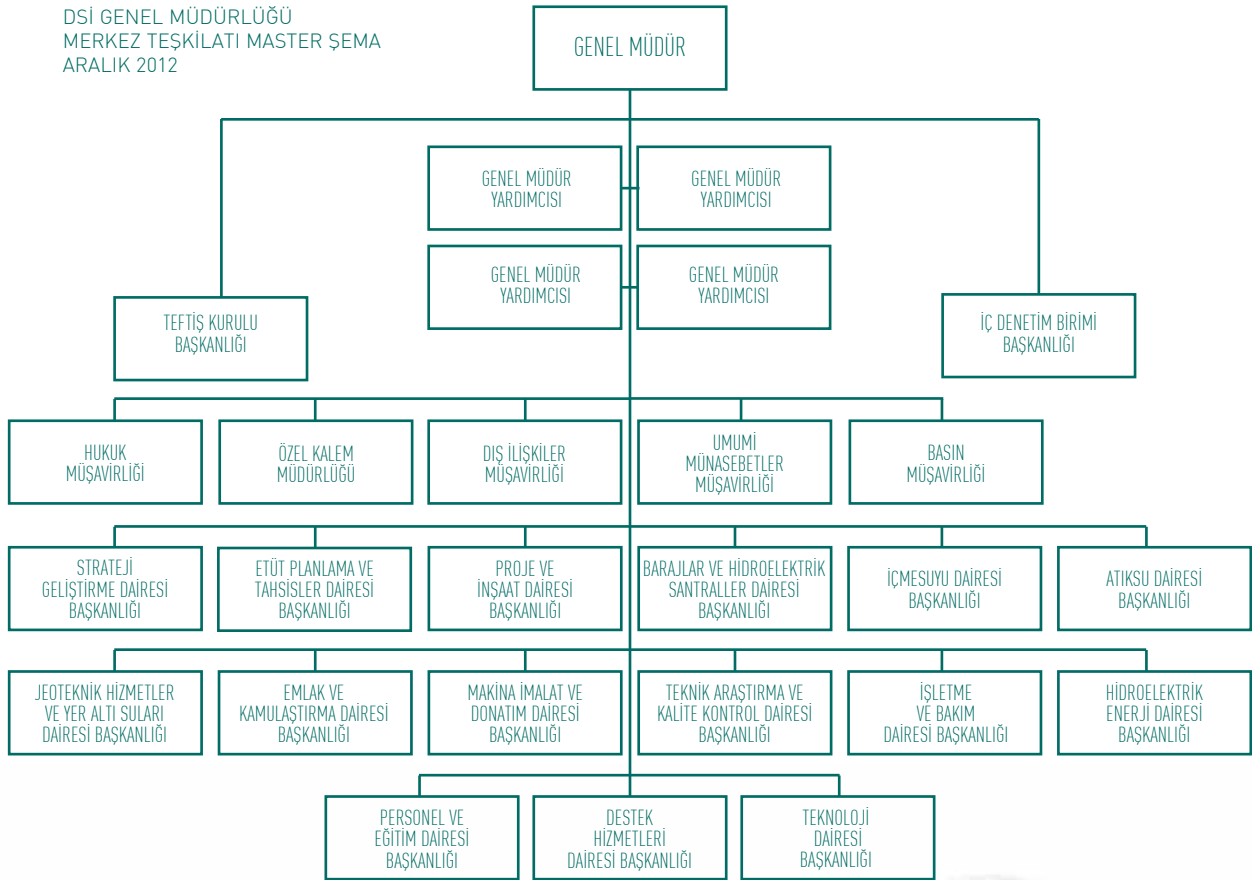 DSİ GENEL MÜDÜRLÜĞÜ
MERKEZ TEŞKİLATI MASTER ŞEMA
ARALIK 2012
GENEL MÜDÜR
GENEL MÜDÜR
YARDIMCISI
GENEL MÜDÜR
YARDIMCISI
GENEL MÜDÜR
YARDIMCISI
GENEL MÜDÜR
YARDIMCISI
TEFTİŞ KURULU
BAŞKANLIĞI
İÇ DENETİM BİRİMİ
BAŞKANLIĞI
HUKUK
MÜŞAVİRLİĞİ
ÖZEL KALEM
MÜDÜRLÜĞÜ
DIŞ İLİŞKİLER
MÜŞAVİRLİĞİ
UMUMİ
MÜNASEBETLER
MÜŞAVİRLİĞİ
BASIN
MÜŞAVİRLİĞİ
STRATEJİ
GELİŞTİRME DAİRESİ
BAŞKANLIĞI
ETÜT PLANLAMA VE
TAHSİSLER DAİRESİ
BAŞKANLIĞI
PROJE VE
İNŞAAT DAİRESİ
BAŞKANLIĞI
BARAJLAR VE HİDROELEKTRİK
SANTRALLER DAİRESİ
BAŞKANLIĞI
İÇMESUYU DAİRESİ
BAŞKANLIĞI
ATIKSU DAİRESİ
BAŞKANLIĞI
JEOTEKNİK HİZMETLER
VE YER ALTI SULARI
DAİRESİ BAŞKANLIĞI
EMLAK VE
KAMULAŞTIRMA DAİRESİ
BAŞKANLIĞI
MAKİNA İMALAT VE
DONATIM DAİRESİ
BAŞKANLIĞI
TEKNİK ARAŞTIRMA VE
KALİTE KONTROL DAİRESİ
BAŞKANLIĞI
İŞLETME
VE BAKIM
DAİRESİ BAŞKANLIĞI
HİDROELEKTRİK
ENERJİ DAİRESİ
BAŞKANLIĞI
PERSONEL VE
EĞİTİM DAİRESİ
BAŞKANLIĞI
DESTEK
HİZMETLERİ
DAİRESİ BAŞKANLIĞI
TEKNOLOJİ
DAİRESİ
BAŞKANLIĞI